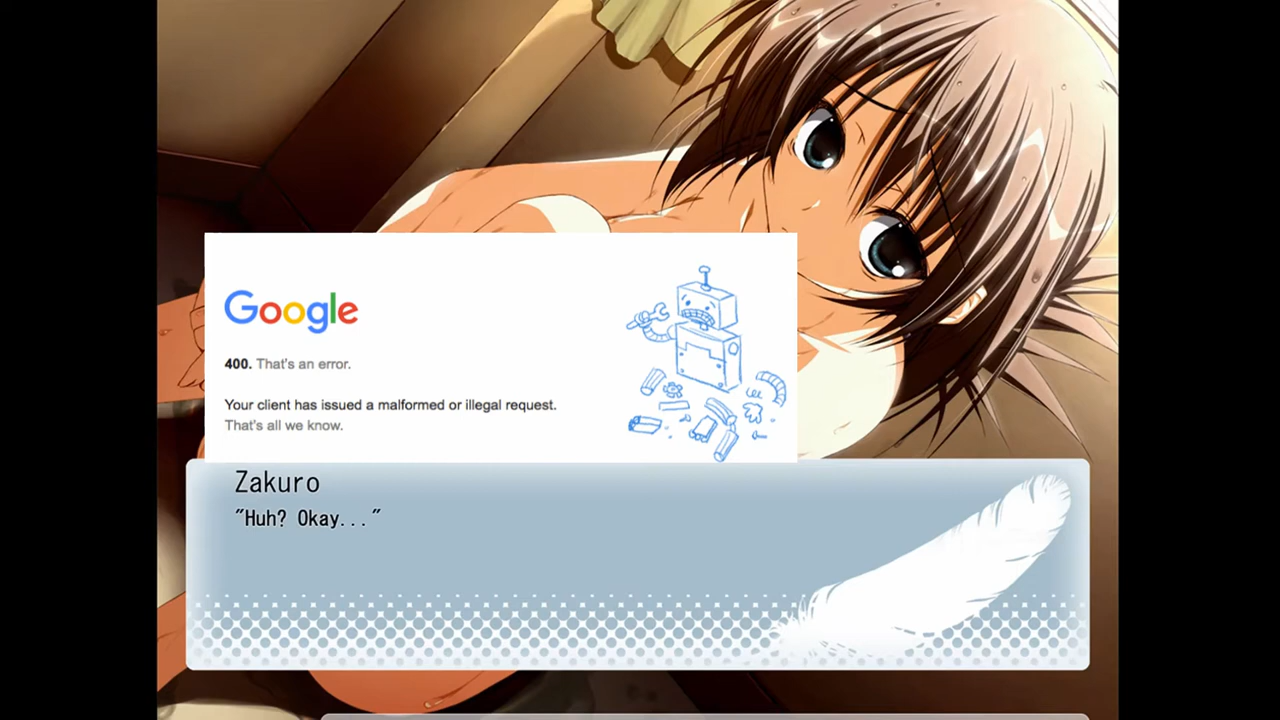 Google
400. That's an error.
Your client has issued a malformed or illegal request.
That's all we know.
Zakuro
"Huh? Okay..."